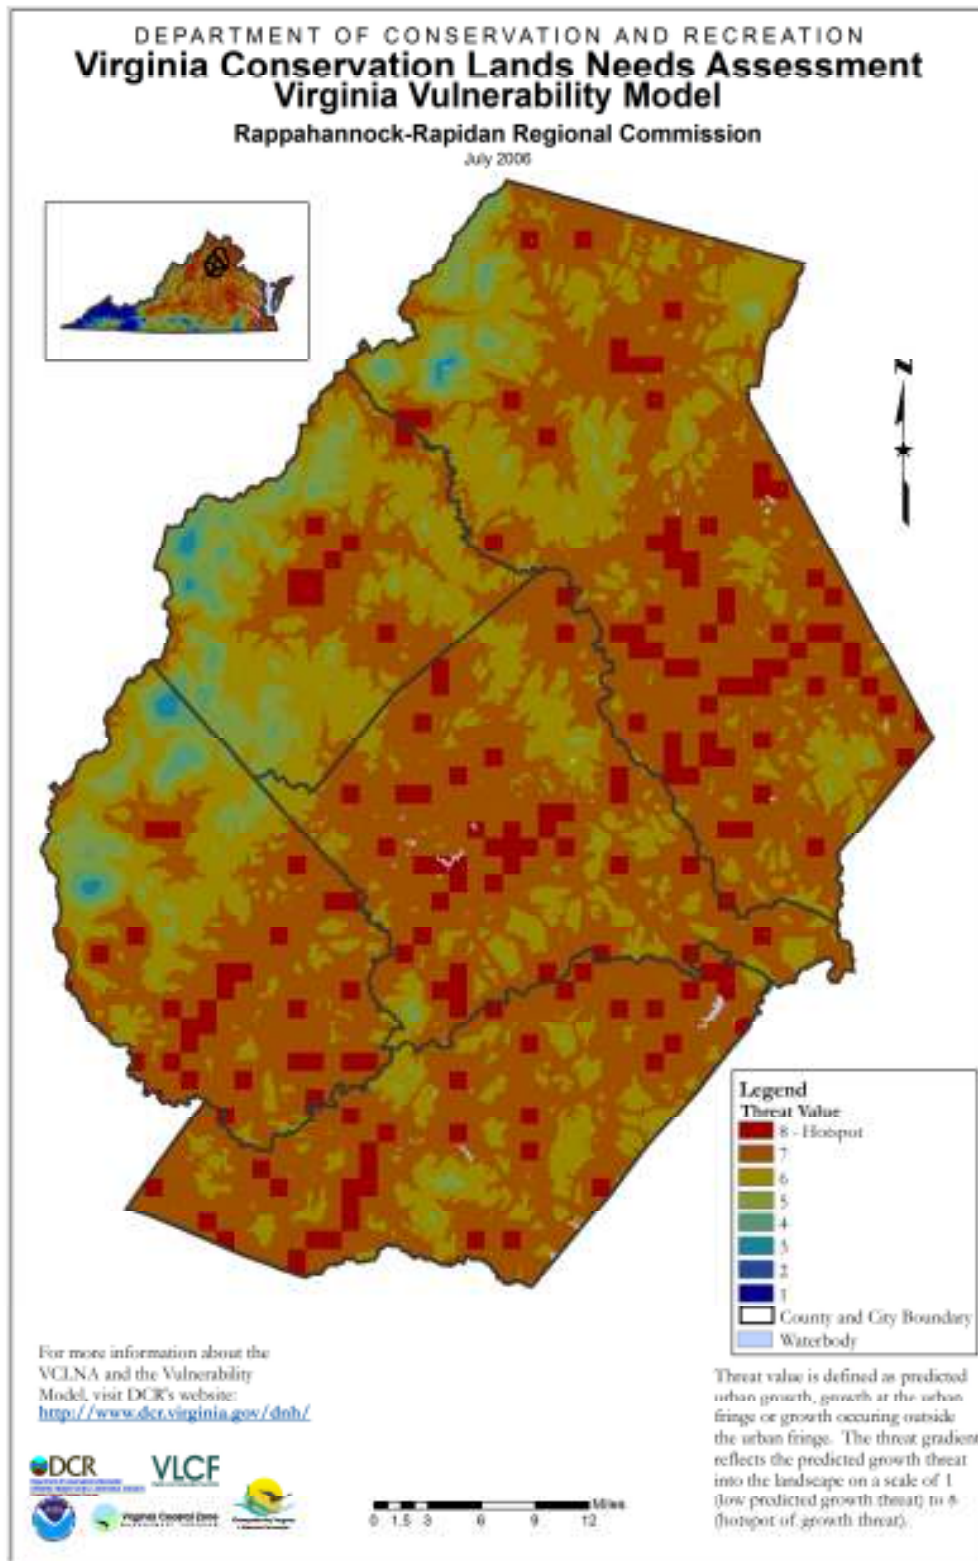 DEPARTMENT OF CONSERVATION AND RECREATION
Virginia Conservation Lands Needs Assessment
Virginia Vulnerability Model
Rappahannock-Rapidan Regional Commission
July 2006
N
Legend
Threat Value
8 - Hotspot
7
6
5
4
3
2
1
County and City Boundary
Waterbody
For more information about the
VCLNA and the Vulnerability
Model, visit DCR's website:
http://www.dcr.virginia.gov/dnh/
Threat value is defined as predicted
urban growth, growth at the urban
fringe or growth occuring outside
the urban fringe. The threat gradient
reflects the predicted growth threat
into the landscape on a scale of 1
(low predicted growth threat) to 8
(hotspot of growth threat).
DCR
VLCF
Virginia Coastal Zone
Miles
0 1.5 3 6 9 12